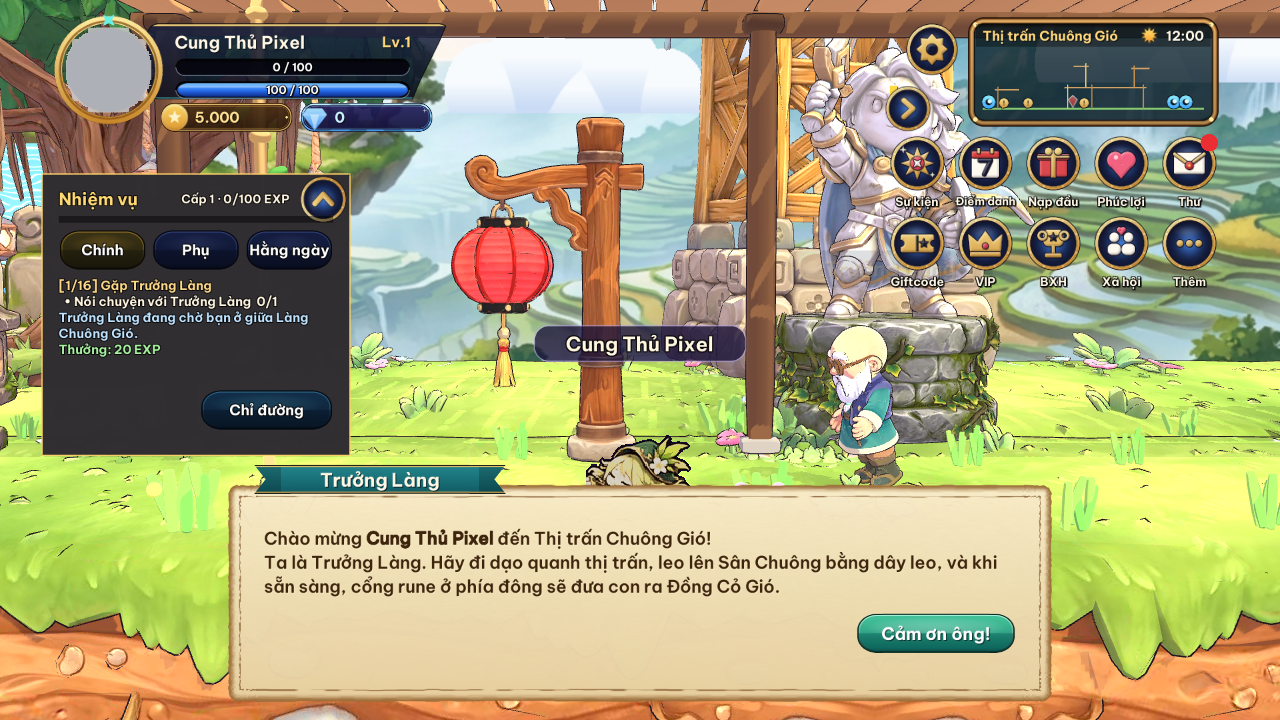 Cung Thủ Pixel
Lv.1
0 / 100
100 / 100
5.000
0
Thị trấn Chuông Gió
12:00
7
Sự kiện
Điểm danh
Nạp đầu
Phúc lợi
Thư
Giftcode
VIP
BXH
Xã hội
Thêm
Nhiệm vụ
Cấp 1 · 0/100 EXP
Chính
Phụ
Hằng ngày
[1/16] Gặp Trưởng Làng
• Nói chuyện với Trưởng Làng 0/1
Trưởng Làng đang chờ bạn ở giữa Làng
Chuông Gió.
Thưởng: 20 EXP
Chỉ đường
Cung Thủ Pixel
Trưởng Làng
Chào mừng Cung Thủ Pixel đến Thị trấn Chuông Gió!
Ta là Trưởng Làng. Hãy đi dạo quanh thị trấn, leo lên Sân Chuông bằng dây leo, và khi
sẵn sàng, cổng rune ở phía đông sẽ đưa con ra Đồng Cỏ Gió.
Cảm ơn ông!